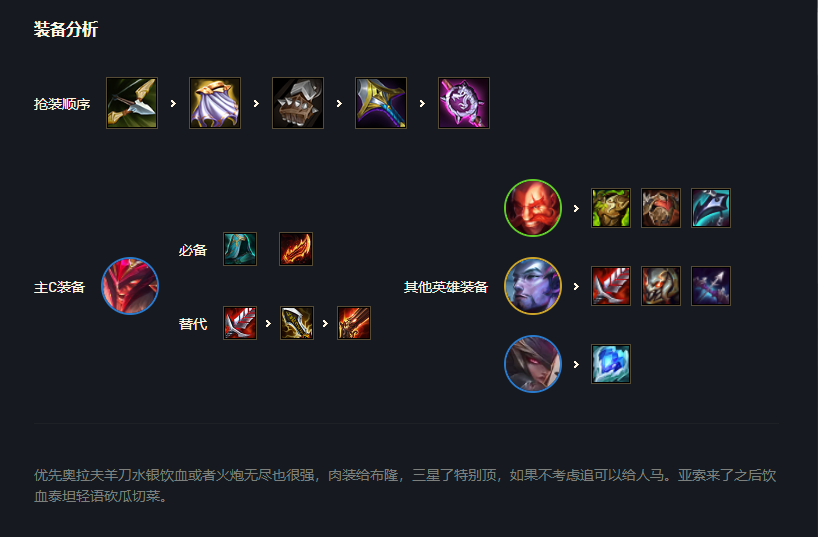 装备分析
抢装顺序
必备
主C装备
其他英雄装备
替代
优先奥拉夫羊刀水银饮血或者火炮无尽也很强，肉装给布隆，三星了特别顶，如果不考虑追可以给人马。亚索来了之后饮
血泰坦轻语砍瓜切菜。